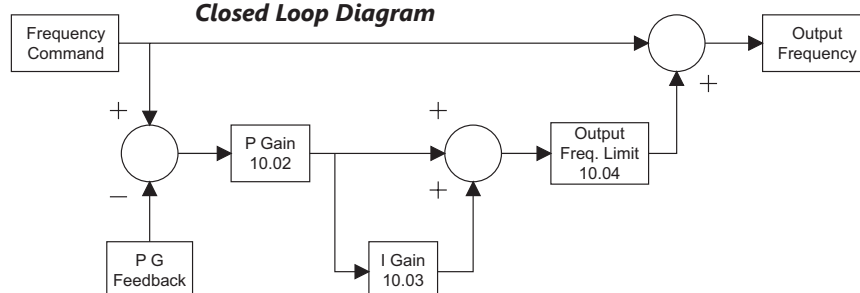 Closed Loop Diagram
Frequency
Command
Output
Frequency
+
+
+
P Gain
10.02
Output
Freq. Limit
10.04
−
+
P G
Feedback
I Gain
10.03